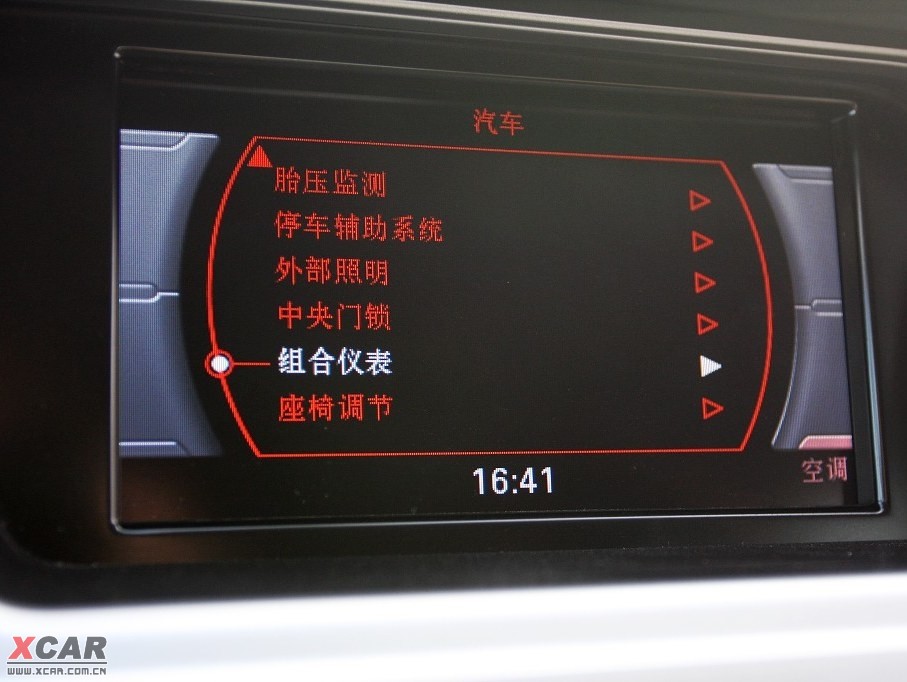 汽车
胎压监测
停车辅助系统
外部照明
中央门锁
组合仪表
座椅调节
16:41
空调
XCAR
WWW.XCAR.COM.CN